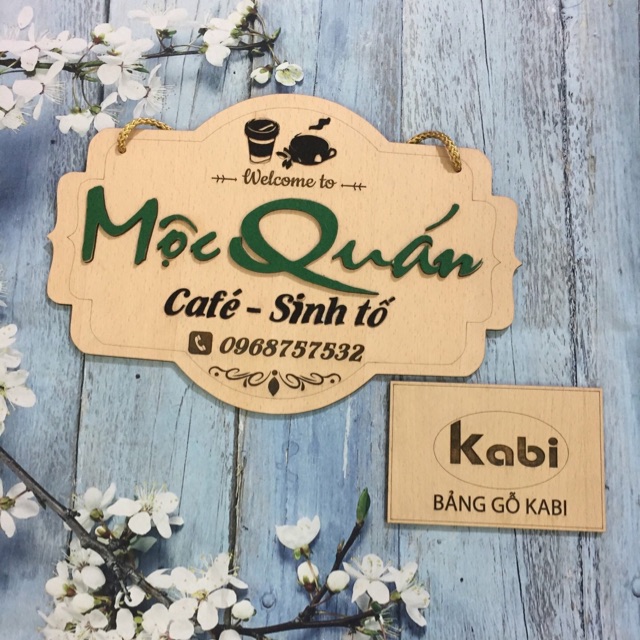 Welcome to
Mộc Quán
Café - Sinh tố
0968757532
Kabi
BẢNG GỖ KABI